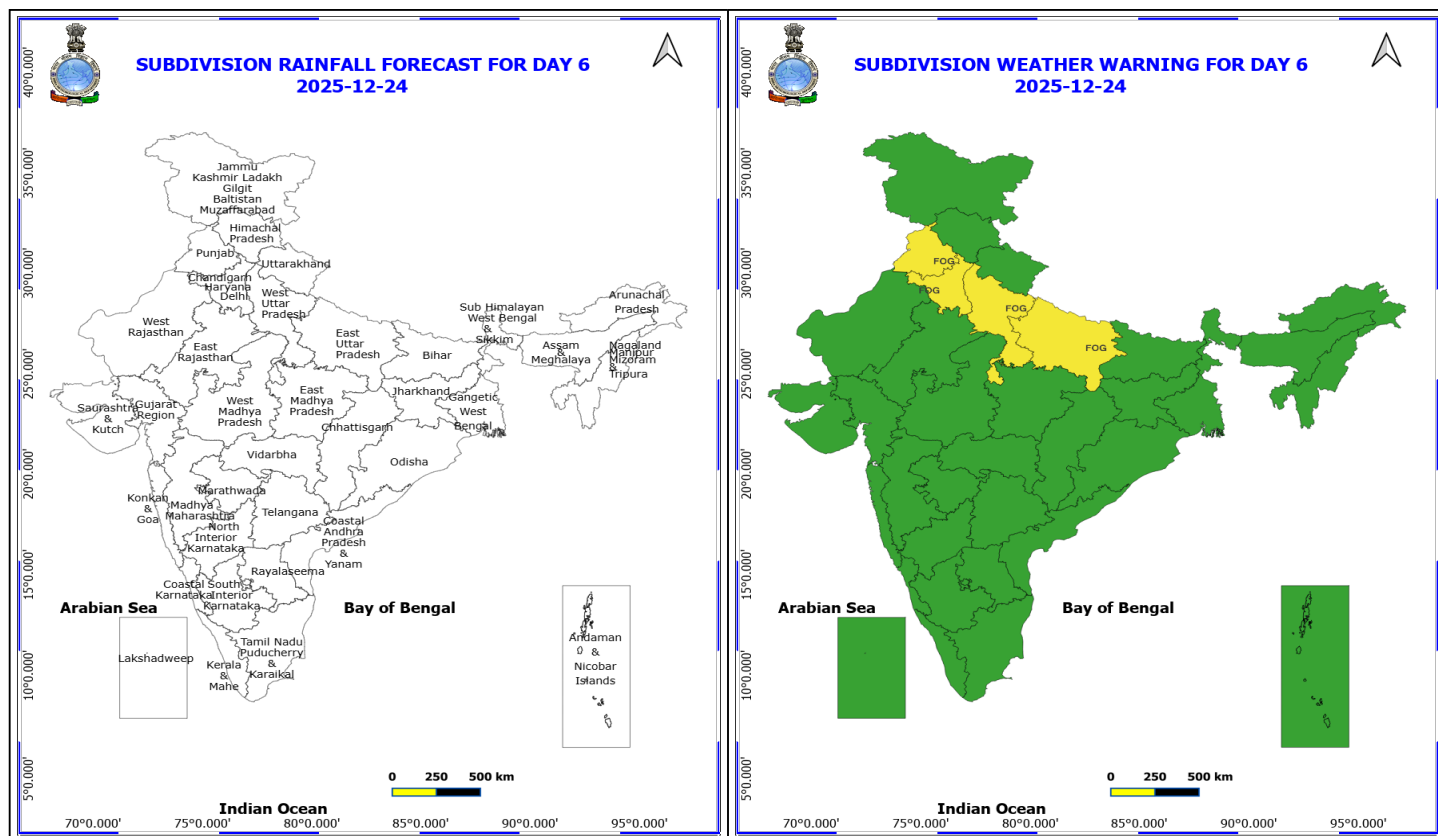 SUBDIVISION RAINFALL FORECAST FOR DAY 6
2025-12-24
40°0.000'
35°0.000'
30°0.000'
25°0.000'
20°0.000'
15°0.000'
10°0.000'
5°0.000'
Jammu
Kashmir Ladakh
Gilgit
Baltistan
Muzaffarabad
Himachal
Pradesh
Punjab
Uttarakhand
Chandigarh
Haryana
Delhi
West
Uttar
Pradesh
West
Rajasthan
East
Rajasthan
East
Uttar
Pradesh
Bihar
Sub Himalayan
West Bengal
&
Sikkim
Arunachal
Pradesh
Assam
&
Meghalaya
Nagaland
Manipur
Mizoram
&
Tripura
Saurashtra
&
Kutch
Gujarat
Region
West
Madhya
Pradesh
East
Madhya
Pradesh
Jharkhand
Gangetic
West
Bengal
Chhattisgarh
Vidarbha
Odisha
Konkan
&
Goa
Madhya
Maharashtra
Marathwada
Telangana
North
Interior
Karnataka
Coastal
Andhra
Pradesh
&
Yanam
Rayalaseema
Coastal
Karnataka
South
Interior
Karnataka
Arabian Sea
Bay of Bengal
Lakshadweep
Kerala
&
Mahe
Tamil Nadu
Puducherry
&
Karaikal
Andaman
&
Nicobar
Islands
0 250 500 km
Indian Ocean
70°0.000' 75°0.000' 80°0.000' 85°0.000' 90°0.000' 95°0.000'
SUBDIVISION WEATHER WARNING FOR DAY 6
2025-12-24
40°0.000'
35°0.000'
30°0.000'
25°0.000'
20°0.000'
15°0.000'
10°0.000'
5°0.000'
FOG
FOG
FOG
FOG
Arabian Sea
Bay of Bengal
0 250 500 km
Indian Ocean
70°0.000' 75°0.000' 80°0.000' 85°0.000' 90°0.000' 95°0.000'